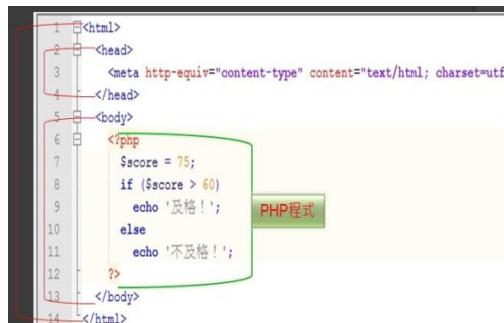 1 <html>
2 <head>
3 <meta http-equiv="content-type" content="text/html; charset=utf
4 </head>
5 <body>
6 <?php
7 $score = 75;
8 if ($score > 60)
9 echo '及格！';
10 else
11 echo '不及格！';
12 ?>
13 </body>
14 </html>
PHP程式